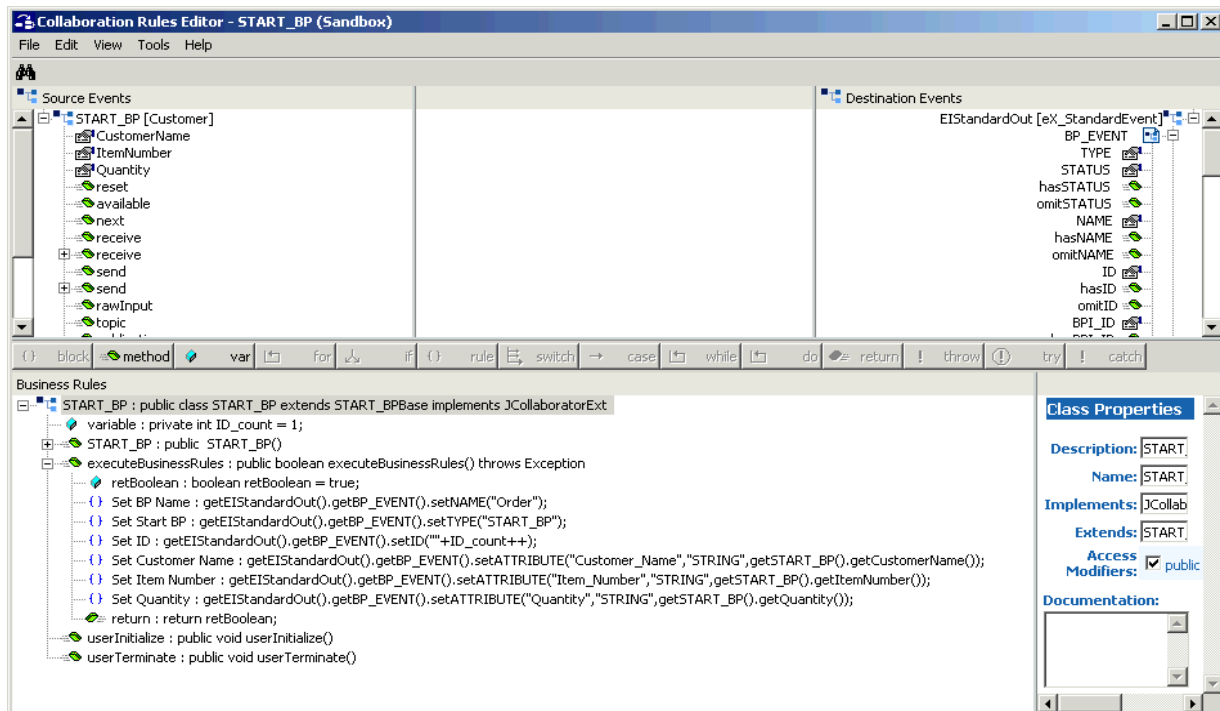 Collaboration Rules Editor - START_BP (Sandbox)
File Edit View Tools Help
Source Events
START_BP [Customer]
CustomerName
ItemNumber
Quantity
reset
available
next
receive
receive
send
send
rawInput
topic
Destination Events
EIStandardOut [eX_StandardEvent]
BP_EVENT
TYPE
STATUS
hasSTATUS
omitSTATUS
NAME
hasNAME
omitNAME
ID
hasID
omitID
BPI_ID
{} block method var for if {} rule switch → case while do return ! throw try ! catch
Business Rules
START_BP : public class START_BP extends START_BPBase implements JCollaboratorExt
variable : private int ID_count = 1;
START_BP : public START_BP()
executeBusinessRules : public boolean executeBusinessRules() throws Exception
retBoolean : boolean retBoolean = true;
{} Set BP Name : getEIStandardOut().getBP_EVENT().setNAME("Order");
{} Set Start BP : getEIStandardOut().getBP_EVENT().setTYPE("START_BP");
{} Set ID : getEIStandardOut().getBP_EVENT().setID(""+ID_count++);
{} Set Customer Name : getEIStandardOut().getBP_EVENT().setATTRIBUTE("Customer_Name","STRING",getSTART_BP().getCustomerName());
{} Set Item Number : getEIStandardOut().getBP_EVENT().setATTRIBUTE("Item_Number","STRING",getSTART_BP().getItemNumber());
{} Set Quantity : getEIStandardOut().getBP_EVENT().setATTRIBUTE("Quantity","STRING",getSTART_BP().getQuantity());
return : return retBoolean;
userInitialize : public void userInitialize()
userTerminate : public void userTerminate()
Class Properties
Description: START_
Name: START_
Implements: JCollab
Extends: START_
Access
Modifiers: public
Documentation: